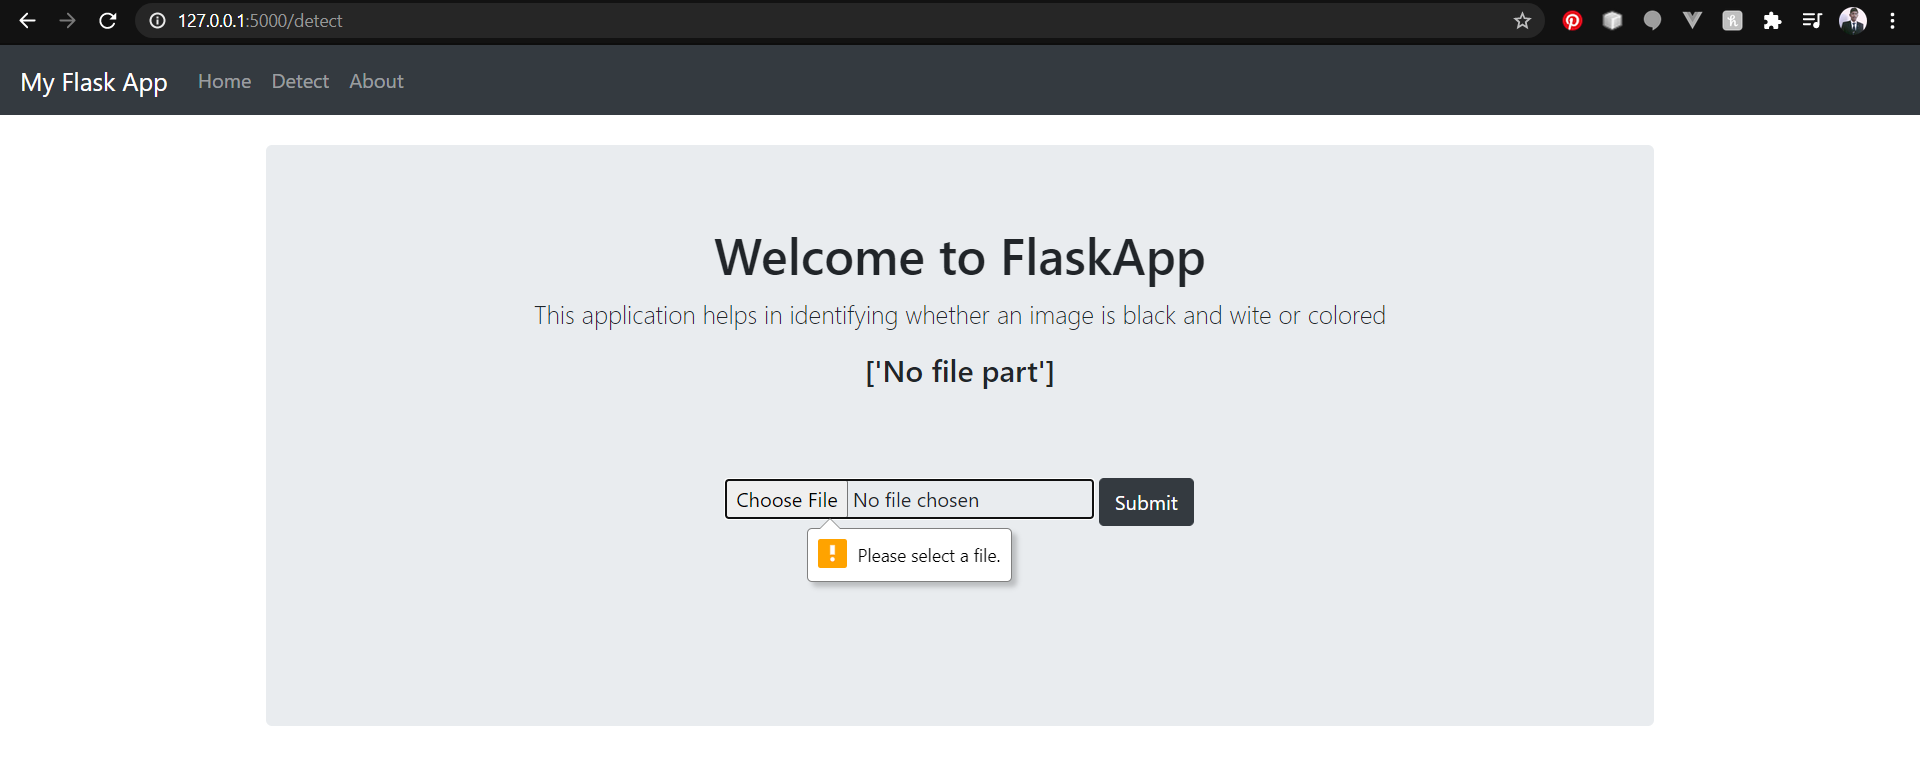 127.0.0.1:5000/detect
My Flask App Home Detect About
Welcome to FlaskApp
This application helps in identifying whether an image is black and wite or colored
['No file part']
Choose File No file chosen Submit
Please select a file.